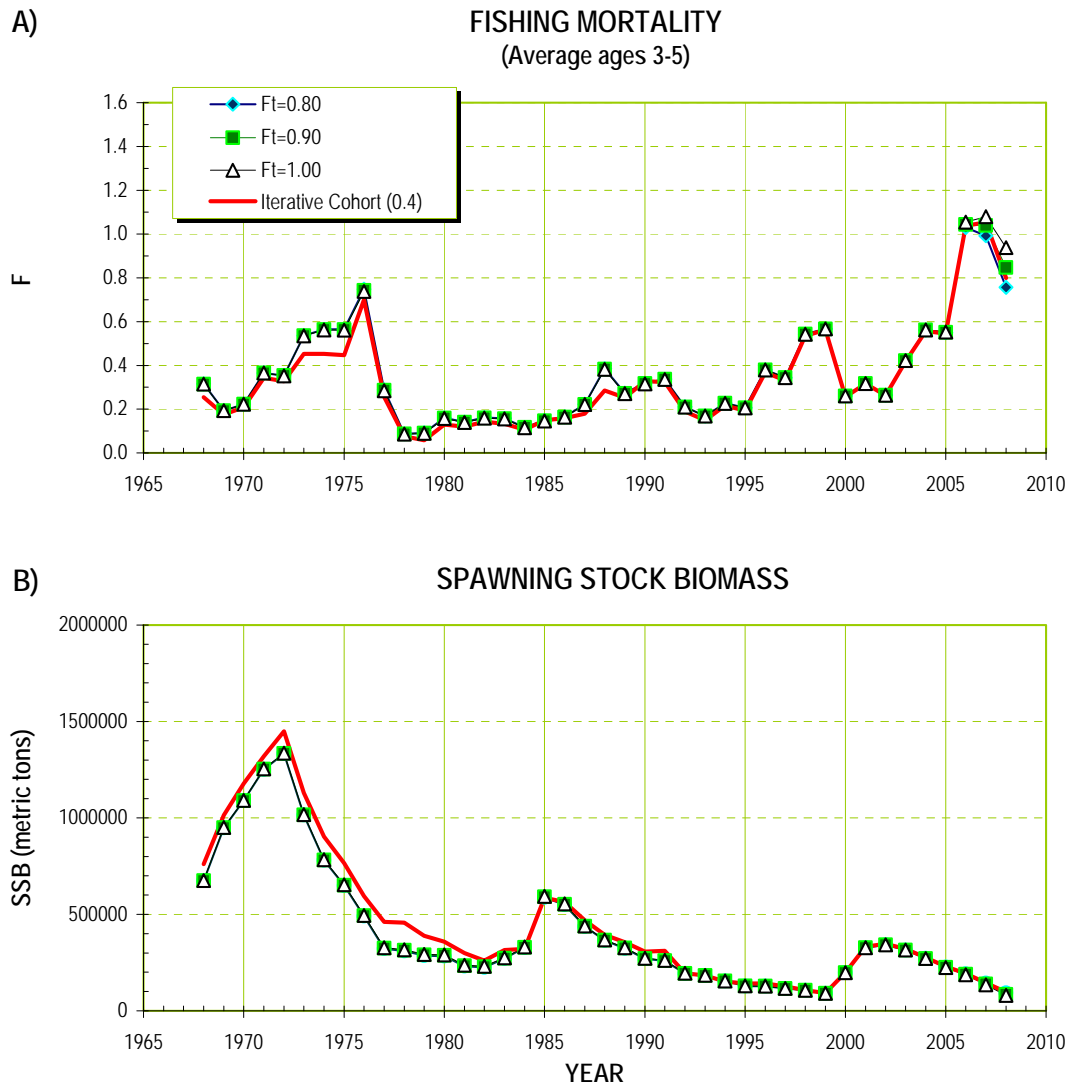 A)
FISHING MORTALITY
(Average ages 3-5)
Ft=0.80
Ft=0.90
Ft=1.00
Iterative Cohort (0.4)
1.6
1.4
1.2
1.0
0.8
0.6
0.4
0.2
0.0
F
1965 1970 1975 1980 1985 1990 1995 2000 2005 2010
B)
SPAWNING STOCK BIOMASS
2000000
1500000
1000000
500000
0
SSB (metric tons)
1965 1970 1975 1980 1985 1990 1995 2000 2005 2010
YEAR